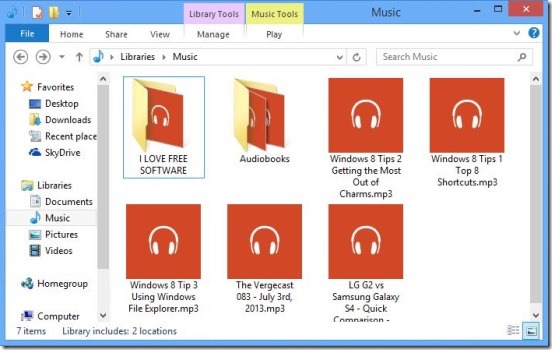 Library Tools
Music Tools
Music
File
Home
Share
View
Manage
Play
Libraries
Music
Search Music
Favorites
Desktop
Downloads
Recent place
SkyDrive
Libraries
Documents
Music
Pictures
Videos
Homegroup
Computer
I LOVE FREE
SOFTWARE
Audiobooks
Windows 8 Tips 2
Getting the Most
Out of
Charms.mp3
Windows 8 Tips 1
Top 8
Shortcuts.mp3
Windows 8 Tip 3
Using Windows
File Explorer.mp3
The Vergecast
083 - July 3rd,
2013.mp3
LG G2 vs
Samsung Galaxy
S4 - Quick
Comparison -
7 items
Library includes: 2 locations